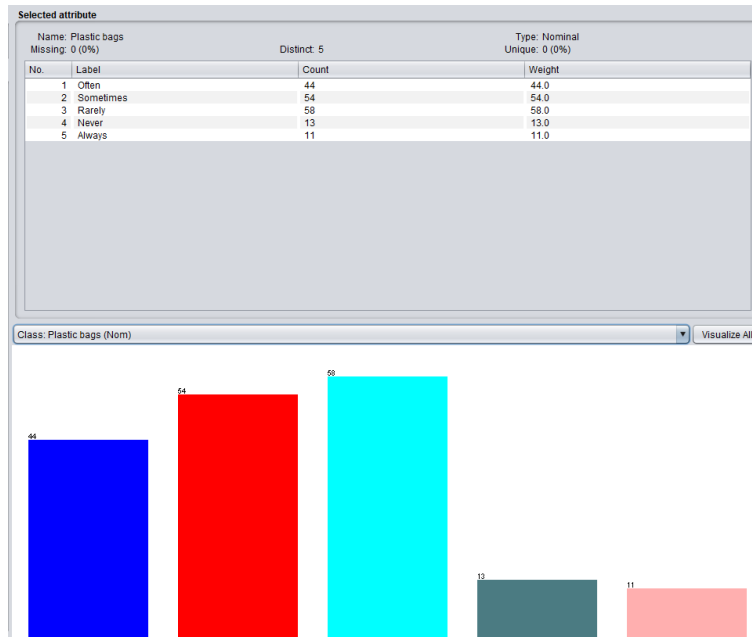 Selected attribute
Name: Plastic bags Type: Nominal
Missing: 0 (0%) Distinct: 5 Unique: 0 (0%)
No. Label Count Weight
1 Often 44 44.0
2 Sometimes 54 54.0
3 Rarely 58 58.0
4 Never 13 13.0
5 Always 11 11.0
Class: Plastic bags (Nom) Visualize All
44
54
58
13
11